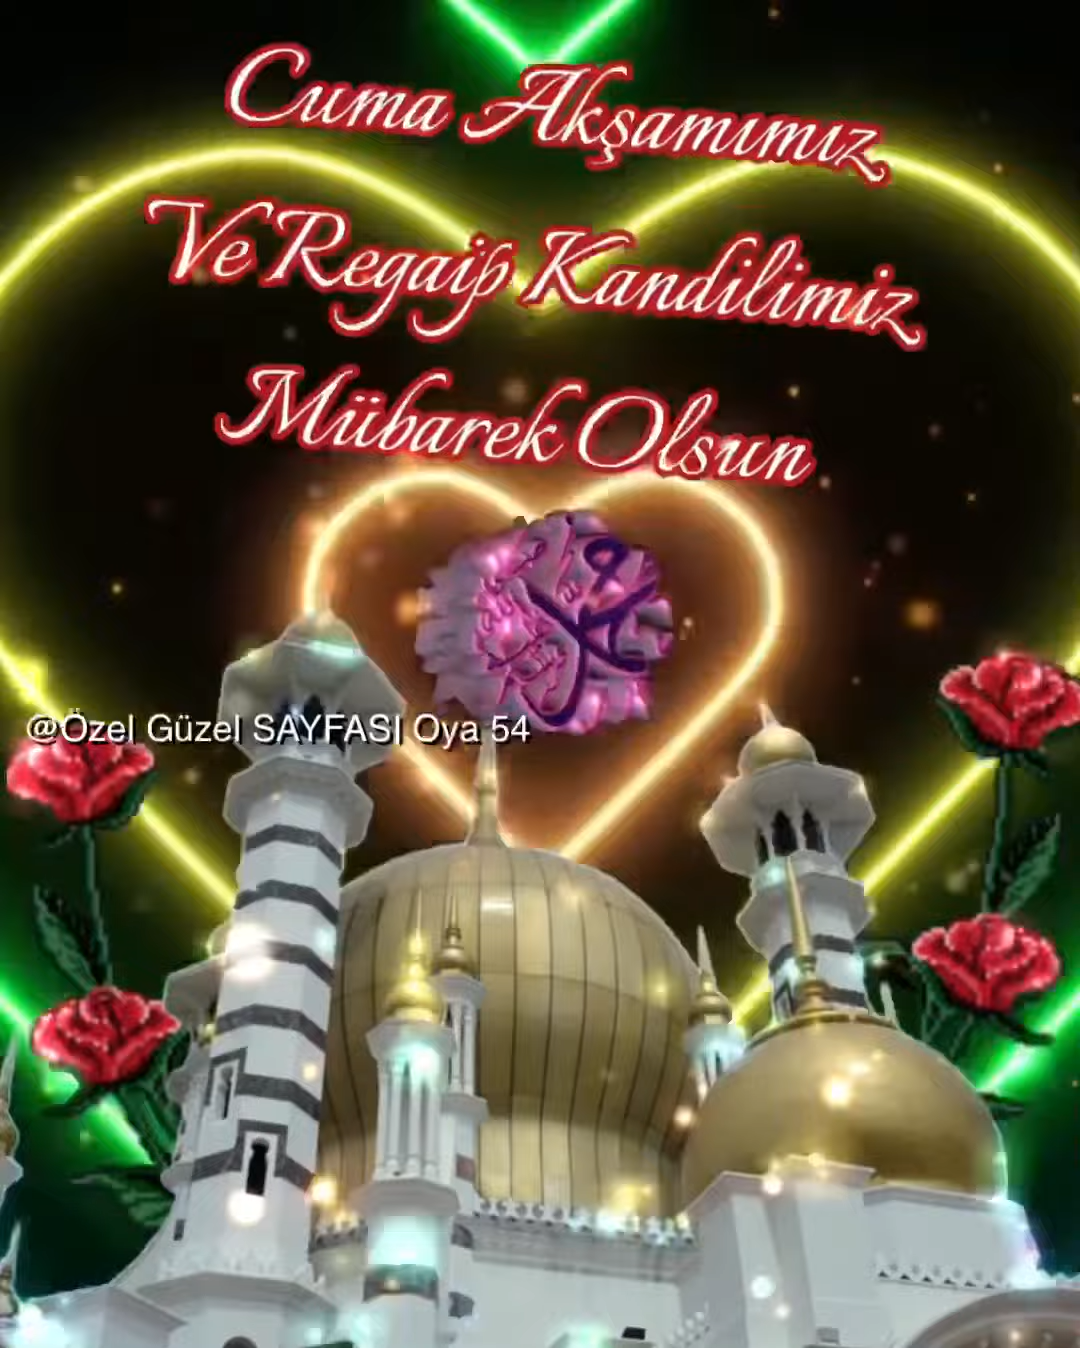 Cuma Akşamımız
Ve Regaip Kandilimiz
Mübarek Olsun
@Özel Güzel SAYFASI Oya 54